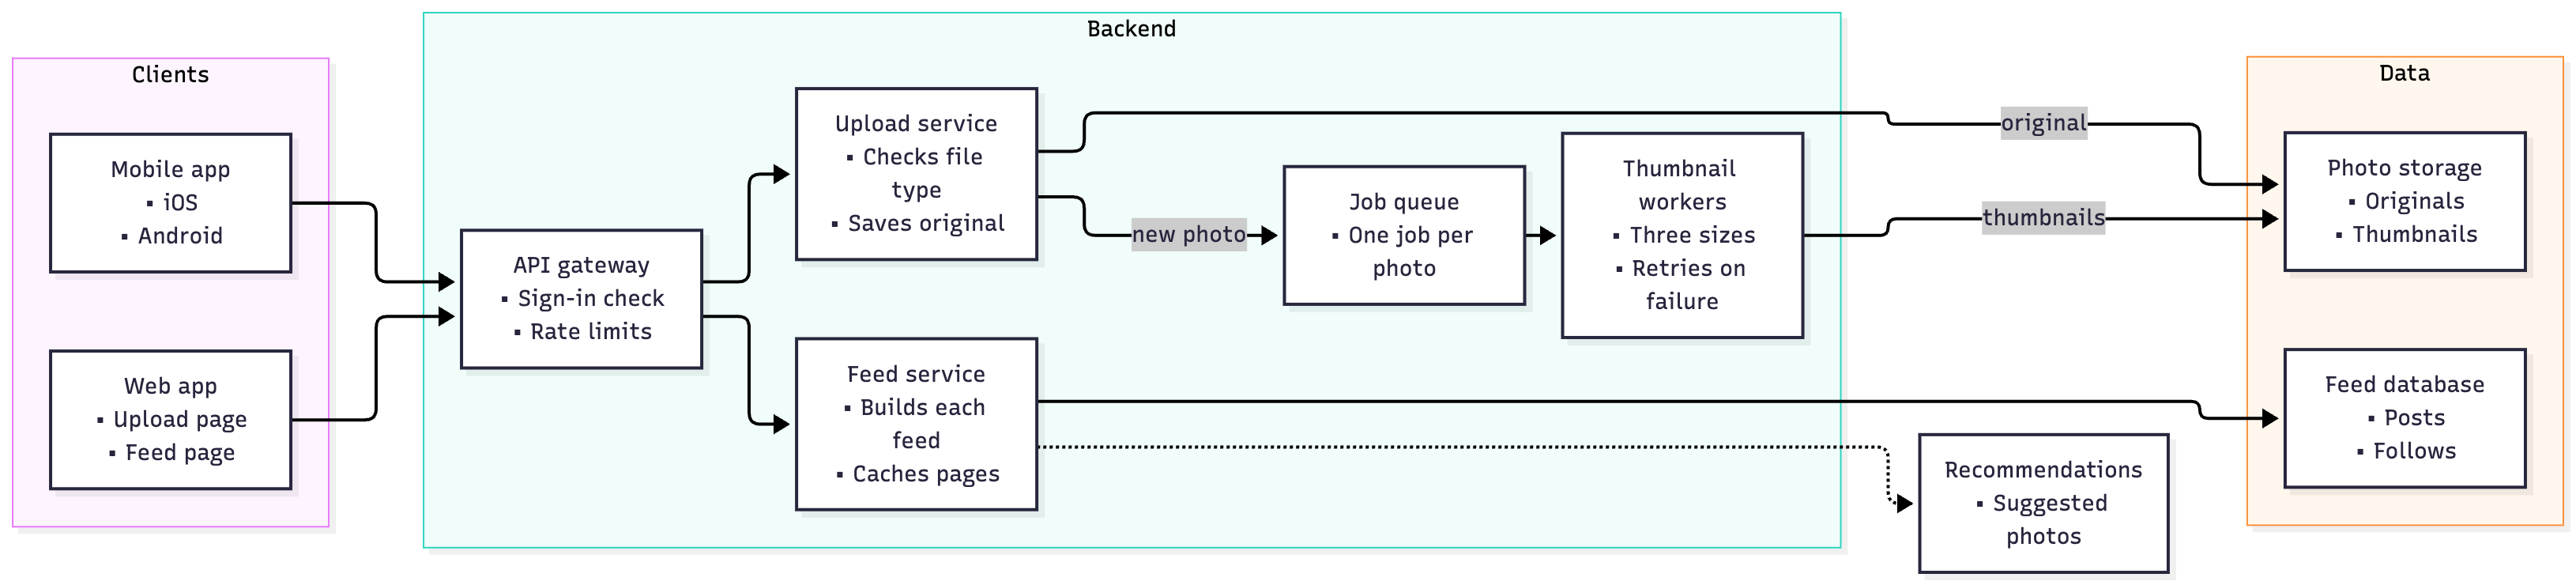 Clients
Mobile app
▪ iOS
▪ Android
Web app
▪ Upload page
▪ Feed page
Backend
API gateway
▪ Sign-in check
▪ Rate limits
Upload service
▪ Checks file
type
▪ Saves original
Feed service
▪ Builds each
feed
▪ Caches pages
new photo
Job queue
▪ One job per
photo
Thumbnail
workers
▪ Three sizes
▪ Retries on
failure
original
thumbnails
Recommendations
▪ Suggested
photos
Data
Photo storage
▪ Originals
▪ Thumbnails
Feed database
▪ Posts
▪ Follows